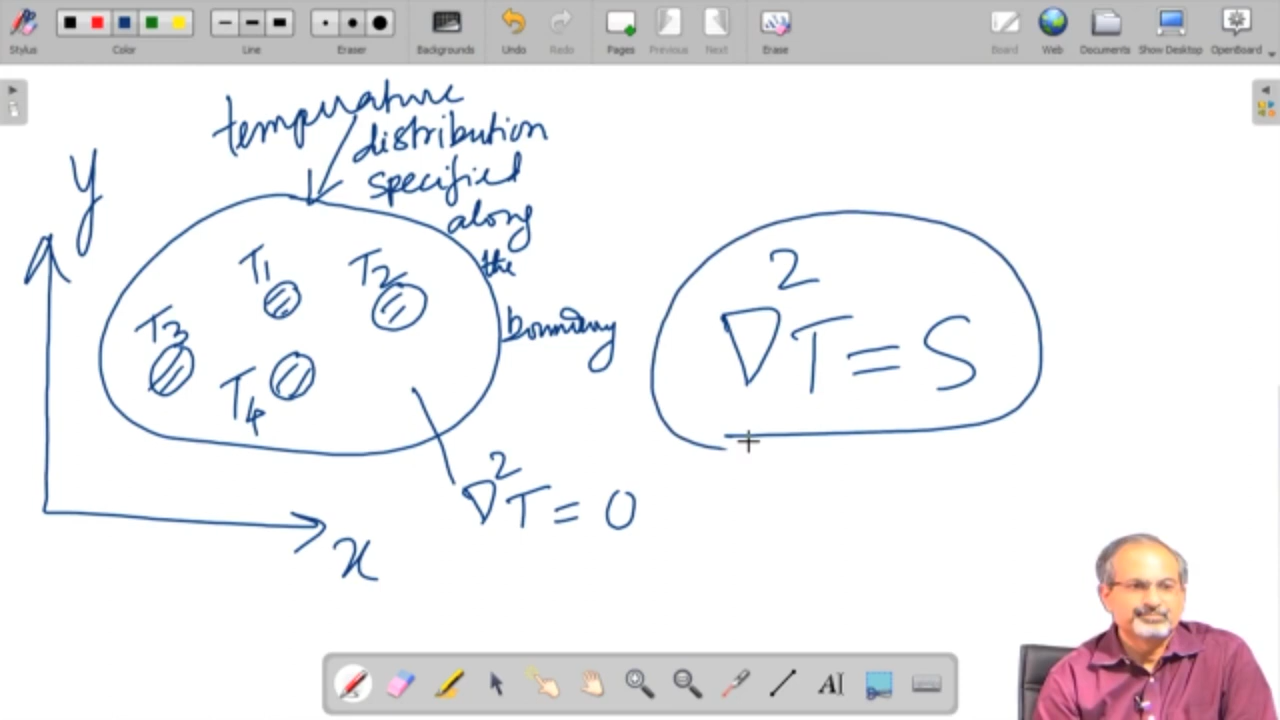 Stylus
Color
Line
Eraser
Backgrounds
Undo
Redo
Pages
Previous
Next
Erase
Board
Web
Documents
Show Desktop
OpenBoard
temperature
distribution
specified
along
the
boundary
y
T1
T2
T3
T4
∇²T = 0
x
∇²T = S
AI